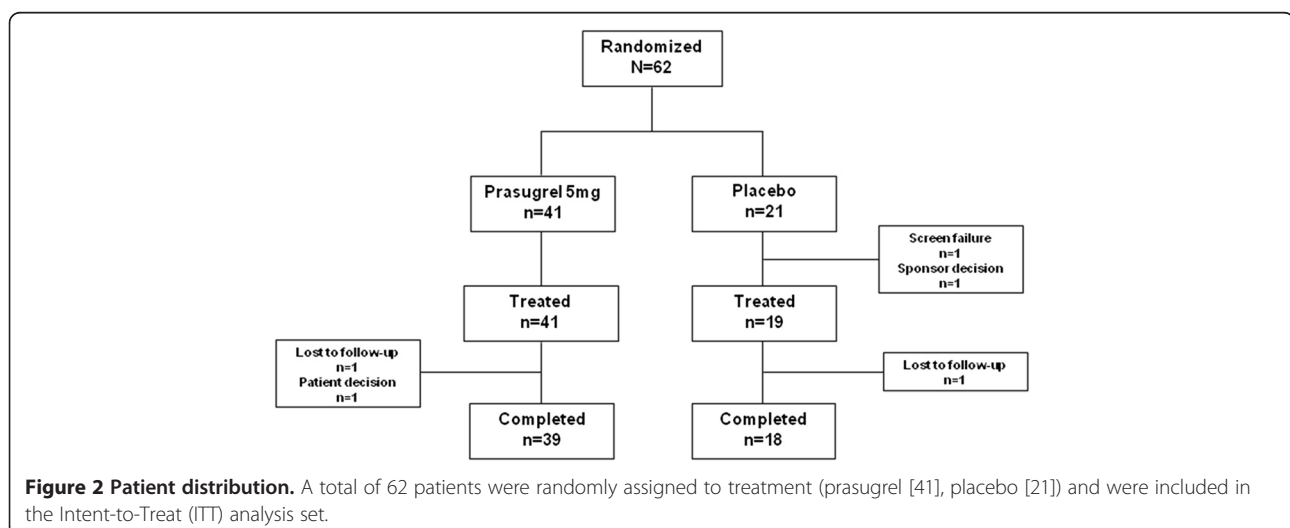 Randomized
N=62
Prasugrel 5mg
n=41
Placebo
n=21
Screen failure
n=1
Sponsor decision
n=1
Treated
n=41
Treated
n=19
Lost to follow-up
n=1
Patient decision
n=1
Lost to follow-up
n=1
Completed
n=39
Completed
n=18
Figure 2 Patient distribution. A total of 62 patients were randomly assigned to treatment (prasugrel [41], placebo [21]) and were included in
the Intent-to-Treat (ITT) analysis set.